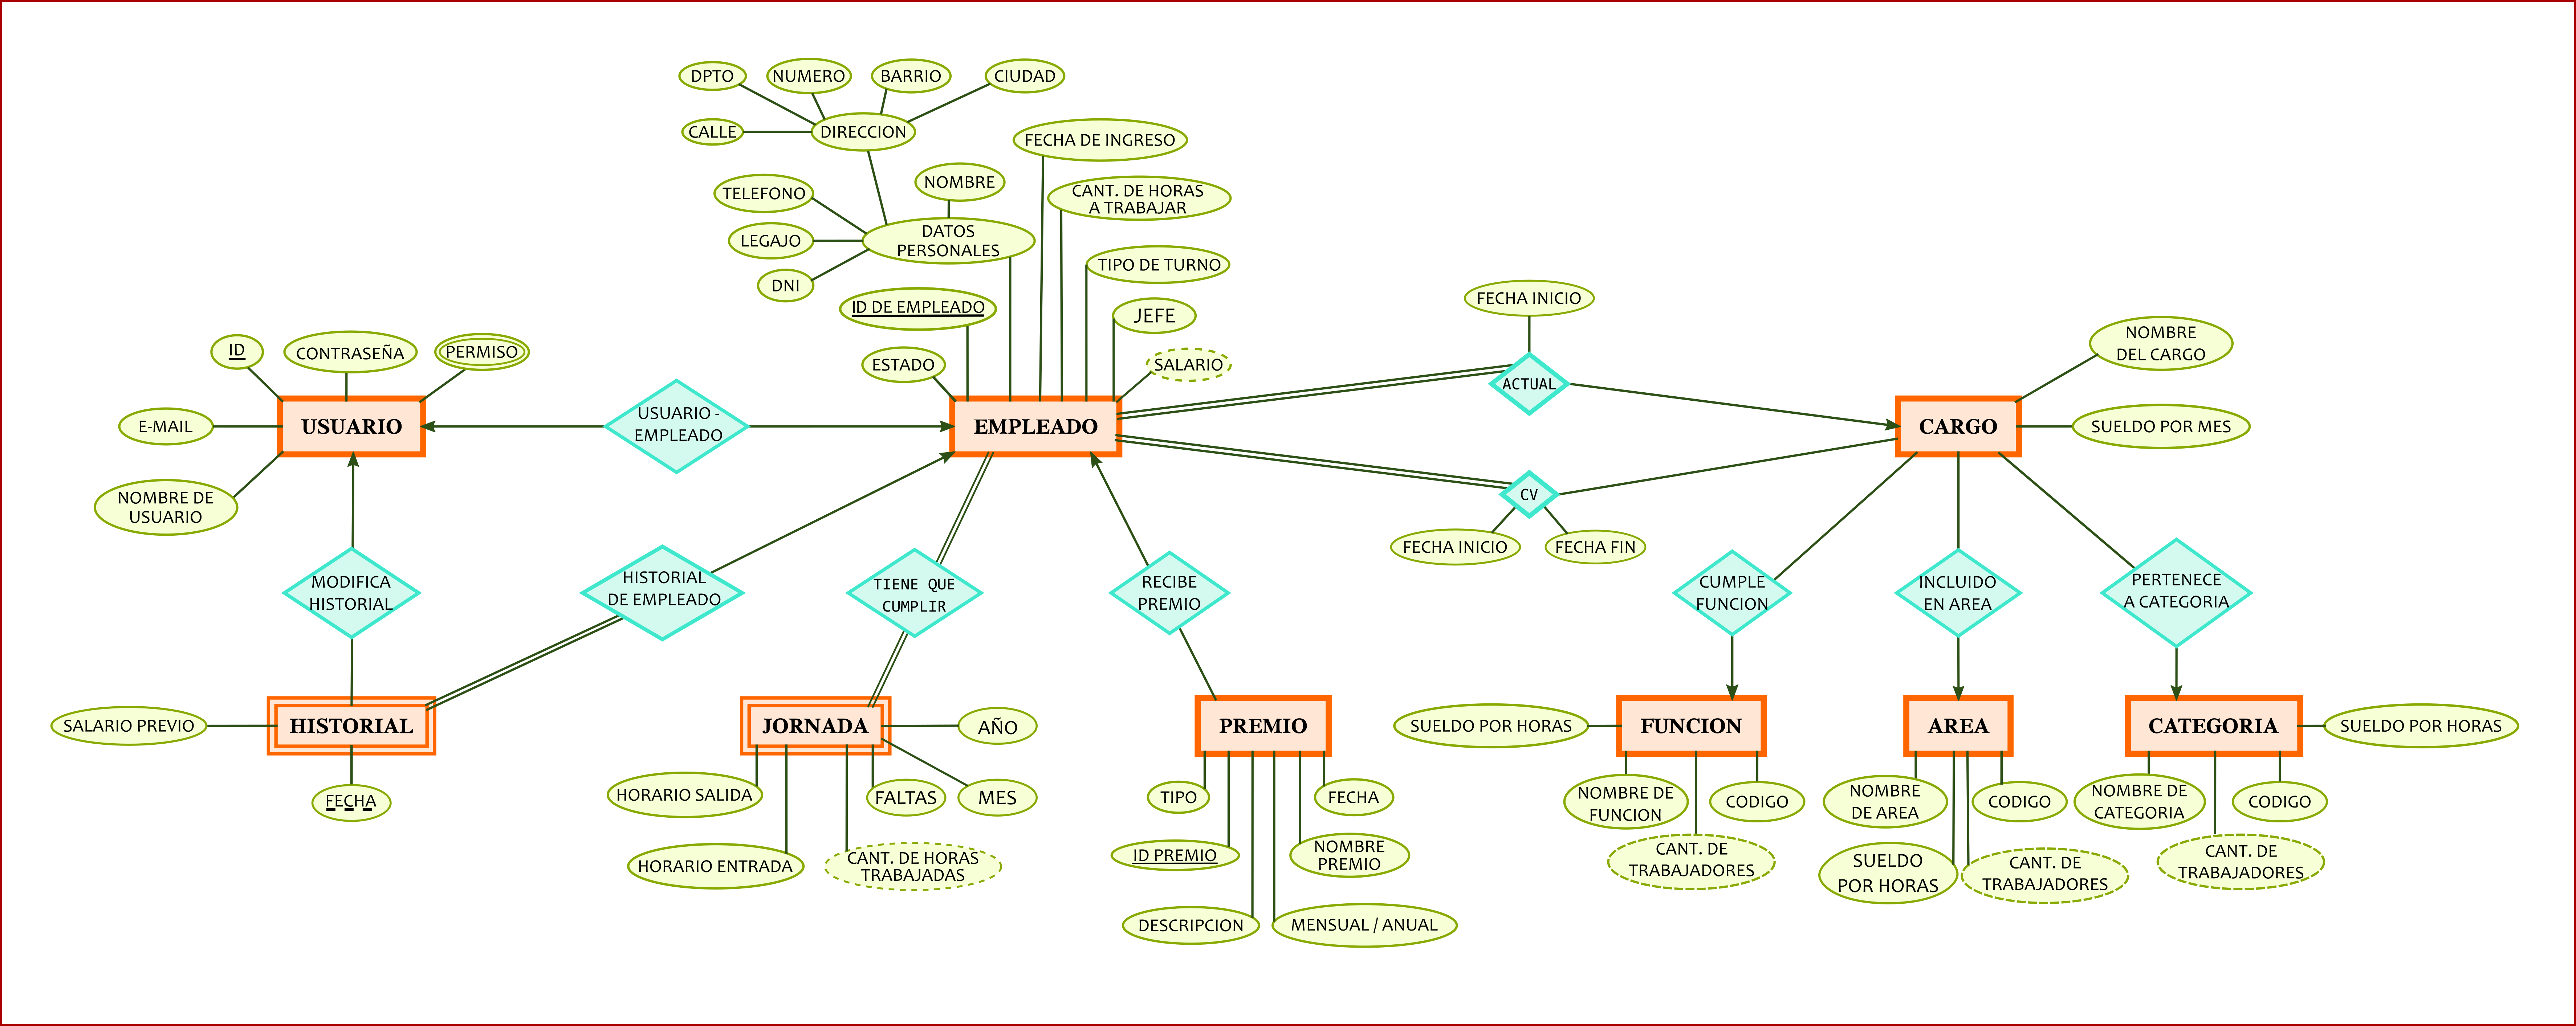 DPTO
NUMERO
BARRIO
CIUDAD
CALLE
DIRECCION
FECHA DE INGRESO
TELEFONO
NOMBRE
CANT. DE HORAS
A TRABAJAR
LEGAJO
DATOS
PERSONALES
DNI
TIPO DE TURNO
ID DE EMPLEADO
JEFE
FECHA INICIO
ID
CONTRASEÑA
PERMISO
ESTADO
SALARIO
ACTUAL
NOMBRE
DEL CARGO
E-MAIL
USUARIO
USUARIO -
EMPLEADO
EMPLEADO
CARGO
SUELDO POR MES
NOMBRE DE
USUARIO
CV
FECHA INICIO
FECHA FIN
MODIFICA
HISTORIAL
HISTORIAL
DE EMPLEADO
TIENE QUE
CUMPLIR
RECIBE
PREMIO
CUMPLE
FUNCION
INCLUIDO
EN AREA
PERTENECE
A CATEGORIA
SALARIO PREVIO
HISTORIAL
JORNADA
AÑO
PREMIO
SUELDO POR HORAS
FUNCION
AREA
CATEGORIA
SUELDO POR HORAS
FECHA
HORARIO SALIDA
FALTAS
MES
TIPO
FECHA
NOMBRE DE
FUNCION
CODIGO
NOMBRE
DE AREA
CODIGO
NOMBRE DE
CATEGORIA
CODIGO
HORARIO ENTRADA
CANT. DE HORAS
TRABAJADAS
ID PREMIO
NOMBRE
PREMIO
CANT. DE
TRABAJADORES
SUELDO
POR HORAS
CANT. DE
TRABAJADORES
CANT. DE
TRABAJADORES
DESCRIPCION
MENSUAL / ANUAL